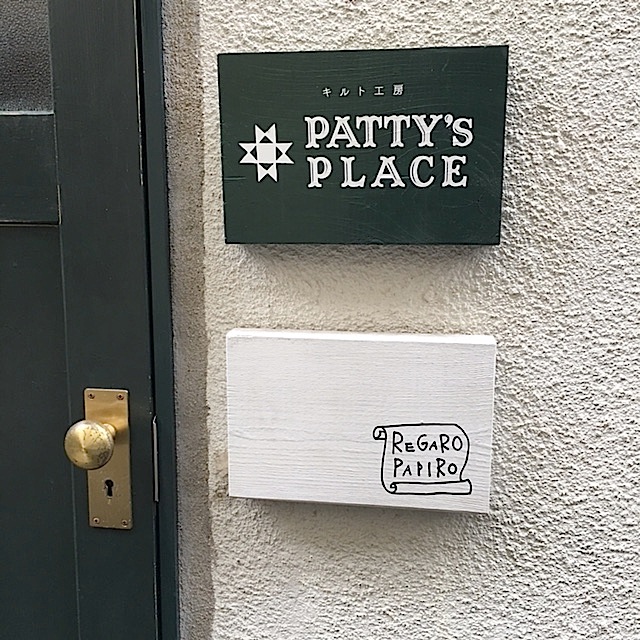 キルト工房
PATTY'S
PLACE
REGARO
PAPIRO